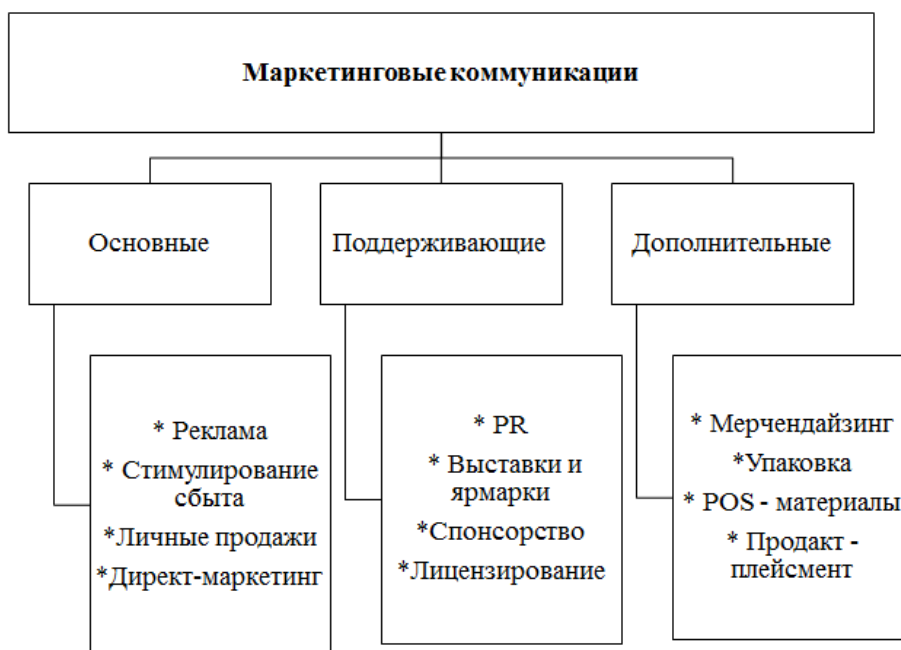 Маркетинговые коммуникации
Основные
Поддерживающие
Дополнительные
* Реклама
* Стимулирование
сбыта
*Личные продажи
*Директ-маркетинг
* PR
* Выставки и
ярмарки
*Спонсорство
*Лицензирование
* Мерчендайзинг
*Упаковка
* POS - материалы
* Продакт -
плейсмент